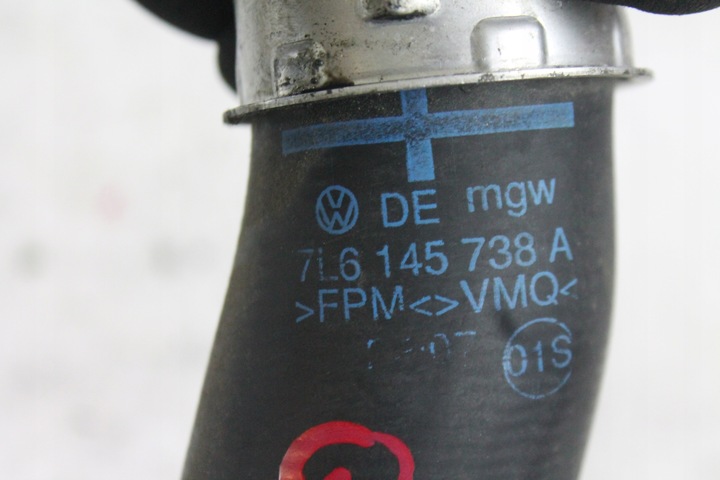 DE mgw
7L6 145 738 A
>FPM<>VMQ<
01S